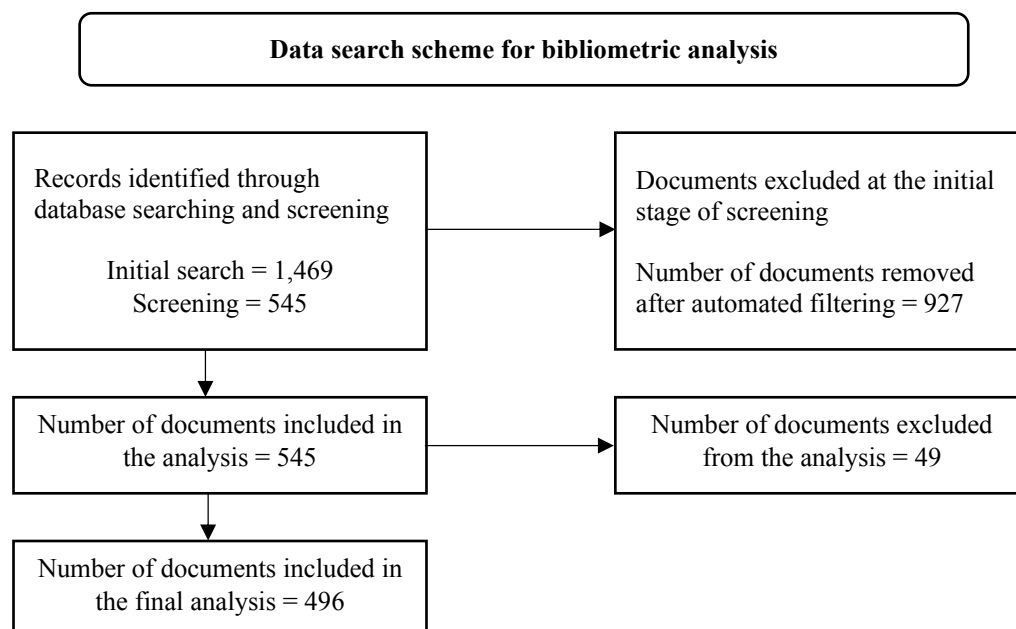 Data search scheme for bibliometric analysis
Records identified through
database searching and screening
Initial search = 1,469
Screening = 545
Documents excluded at the initial
stage of screening
Number of documents removed
after automated filtering = 927
Number of documents included in
the analysis = 545
Number of documents excluded
from the analysis = 49
Number of documents included in
the final analysis = 496